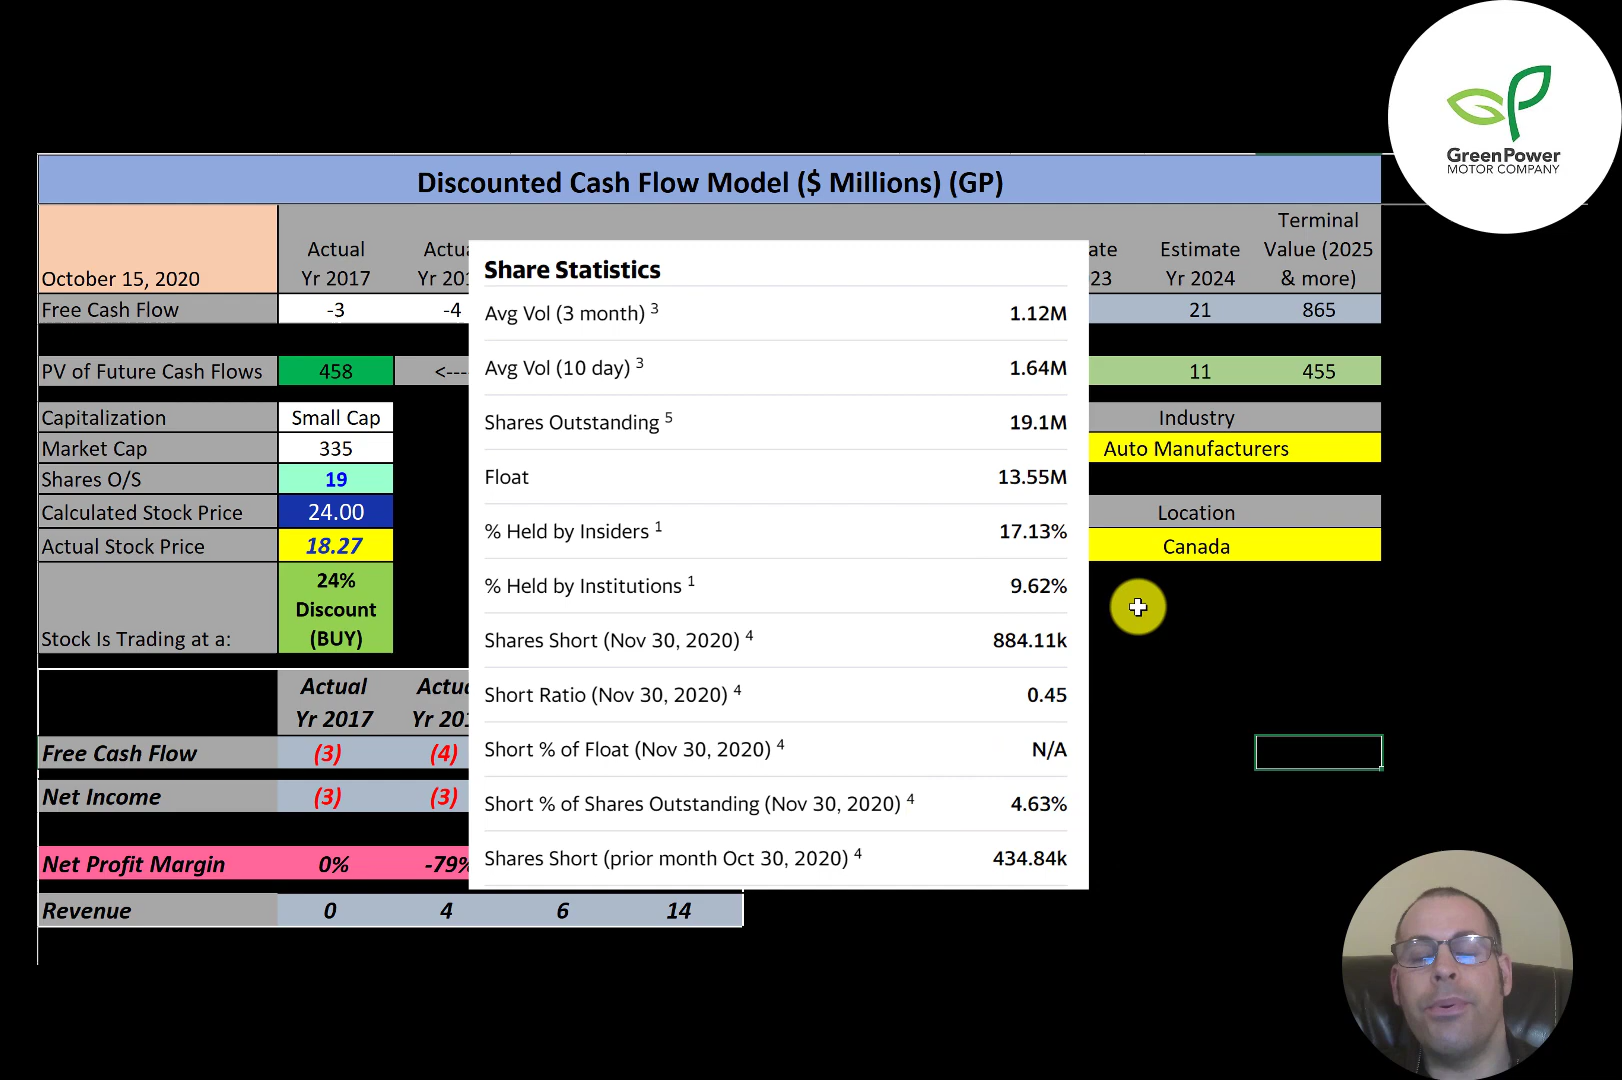 GreenPower
MOTOR COMPANY
Discounted Cash Flow Model ($ Millions) (GP)
October 15, 2020
Actual
Yr 2017
Estimate
Yr 2024
Terminal
Value (2025
& more)
Free Cash Flow -3 -4 21 865
PV of Future Cash Flows 458 <--- 11 455
Capitalization Small Cap
Market Cap 335
Shares O/S 19
Calculated Stock Price 24.00
Actual Stock Price 18.27
Stock Is Trading at a: 24%
Discount
(BUY)
Industry
Auto Manufacturers
Location
Canada
Share Statistics
Avg Vol (3 month) 3 1.12M
Avg Vol (10 day) 3 1.64M
Shares Outstanding 5 19.1M
Float 13.55M
% Held by Insiders 1 17.13%
% Held by Institutions 1 9.62%
Shares Short (Nov 30, 2020) 4 884.11k
Short Ratio (Nov 30, 2020) 4 0.45
Short % of Float (Nov 30, 2020) 4 N/A
Short % of Shares Outstanding (Nov 30, 2020) 4 4.63%
Shares Short (prior month Oct 30, 2020) 4 434.84k
Actual
Yr 2017
Free Cash Flow (3) (4)
Net Income (3) (3)
Net Profit Margin 0% -79%
Revenue 0 4 6 14